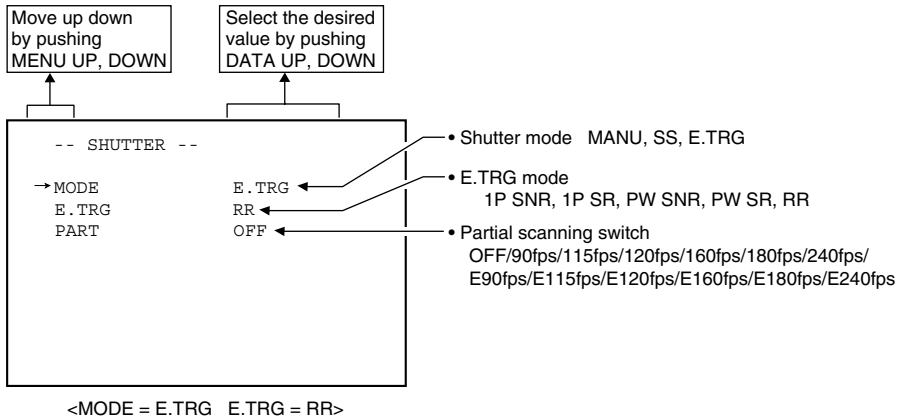 Move up down
by pushing
MENU UP, DOWN
Select the desired
value by pushing
DATA UP, DOWN
-- SHUTTER --
→MODE E.TRG
E.TRG RR
PART OFF
• Shutter mode MANU, SS, E.TRG
• E.TRG mode
1P SNR, 1P SR, PW SNR, PW SR, RR
• Partial scanning switch
OFF/90fps/115fps/120fps/160fps/180fps/240fps/
E90fps/E115fps/E120fps/E160fps/E180fps/E240fps
<MODE = E.TRG E.TRG = RR>